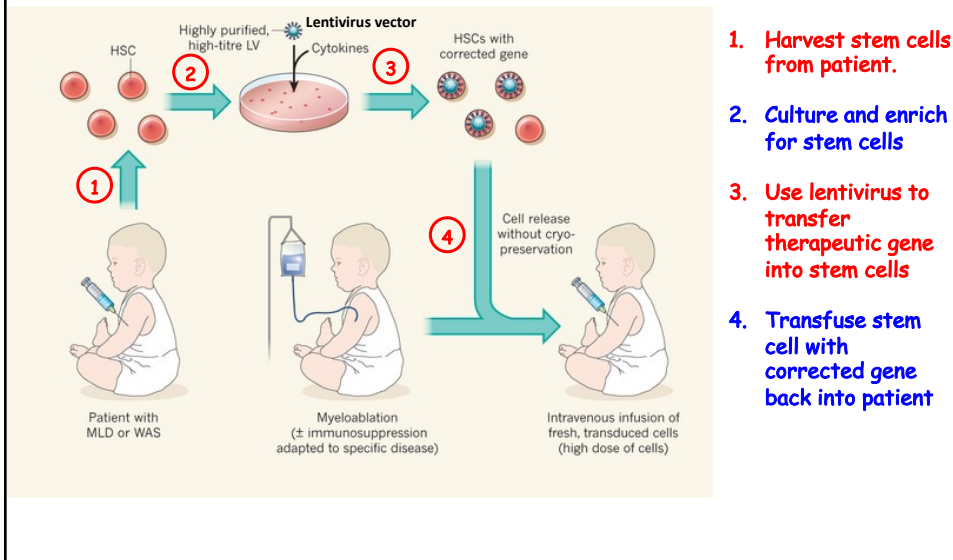 Highly purified,
high-titre LV
Lentivirus vector
Cytokines
HSC
HSCs with
corrected gene
2
3
1
4
Cell release
without cryo-
preservation
Patient with
MLD or WAS
Myeloablation
(± immunosuppression
adapted to specific disease)
Intravenous infusion of
fresh, transduced cells
(high dose of cells)
1. Harvest stem cells
from patient.
2. Culture and enrich
for stem cells
3. Use lentivirus to
transfer
therapeutic gene
into stem cells
4. Transfuse stem
cell with
corrected gene
back into patient